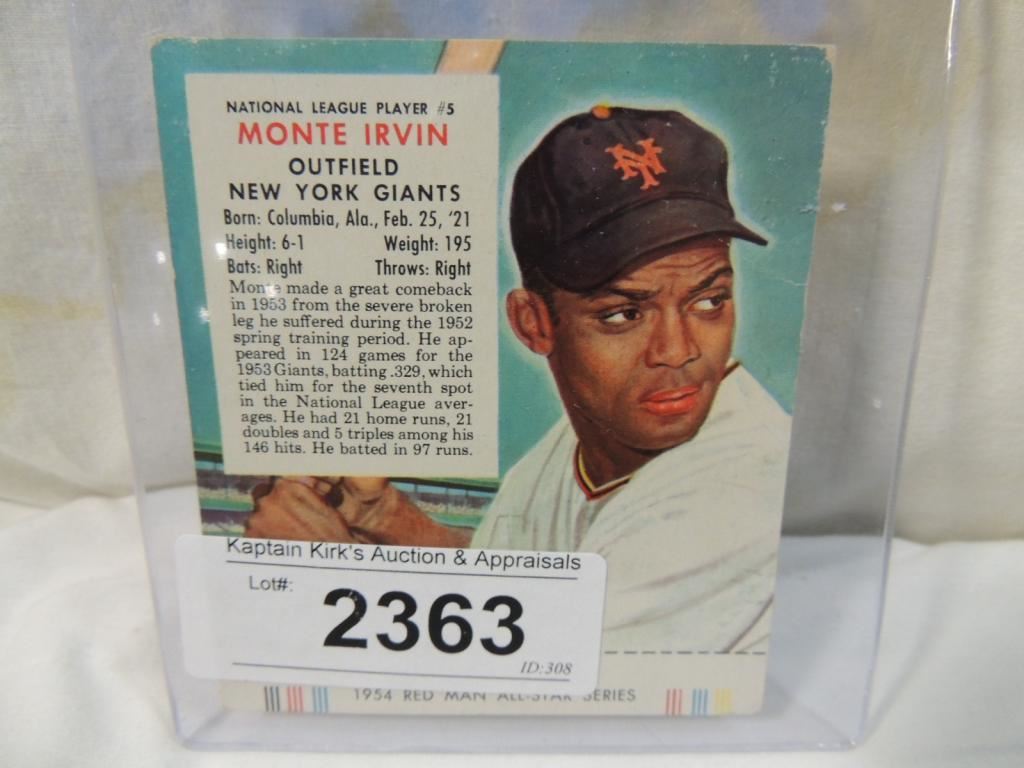 NATIONAL LEAGUE PLAYER #5
MONTE IRVIN
OUTFIELD
NEW YORK GIANTS
Born: Columbia, Ala., Feb. 25, '21
Height: 6-1 Weight: 195
Bats: Right Throws: Right
Monte made a great comeback
in 1953 from the severe broken
leg he suffered during the 1952
spring training period. He ap-
peared in 124 games for the
1953 Giants, batting .329, which
tied him for the seventh spot
in the National League aver-
ages. He had 21 home runs, 21
doubles and 5 triples among his
146 hits. He batted in 97 runs.
NY
Kaptain Kirk's Auction & Appraisals
Lot#: 2363
ID:308
1954 RED MAN ALL-STAR SERIES